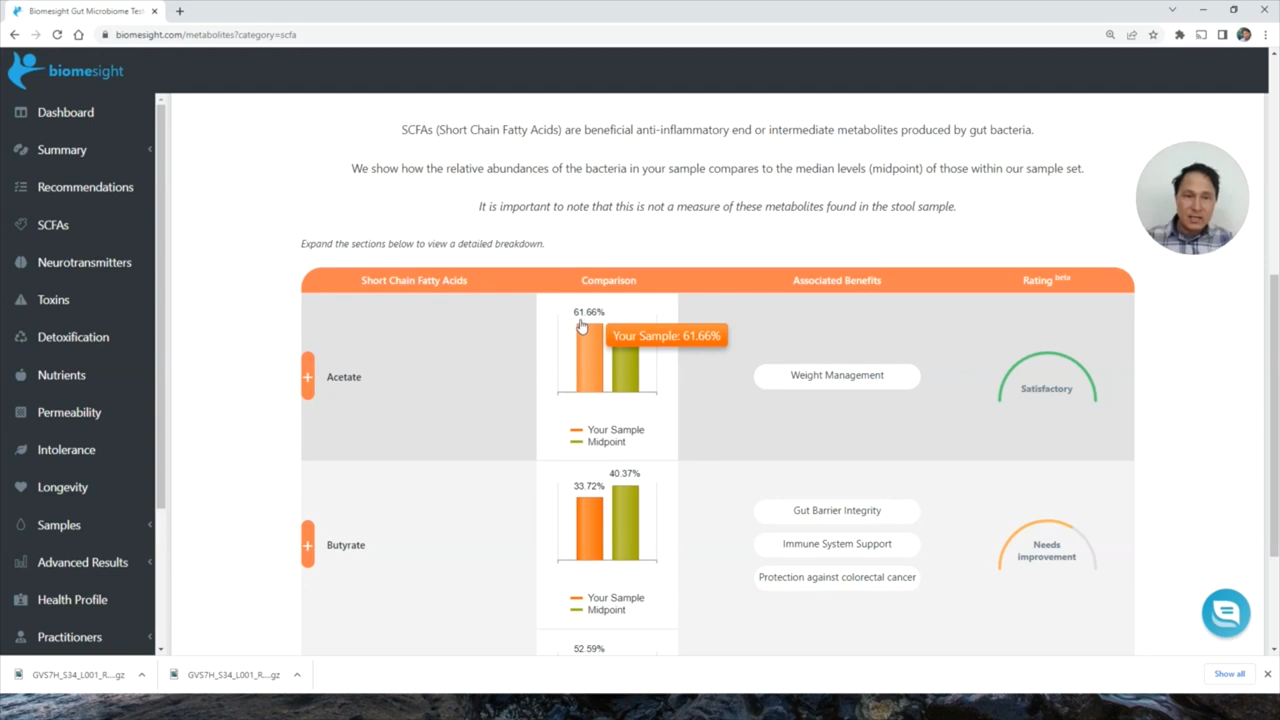 Biomesight Gut Microbiome Tes
biomesight.com/metabolites?category=scfa
biomesight
Dashboard
Summary
Recommendations
SCFAs
Neurotransmitters
Toxins
Detoxification
Nutrients
Permeability
Intolerance
Longevity
Samples
Advanced Results
Health Profile
Practitioners
SCFAs (Short Chain Fatty Acids) are beneficial anti-inflammatory end or intermediate metabolites produced by gut bacteria.
We show how the relative abundances of the bacteria in your sample compares to the median levels (midpoint) of those within our sample set.
It is important to note that this is not a measure of these metabolites found in the stool sample.
Expand the sections below to view a detailed breakdown.
Short Chain Fatty Acids Comparison Associated Benefits Rating beta
61.66%
Your Sample: 61.66%
Acetate
Weight Management
Satisfactory
Your Sample
Midpoint
40.37%
33.72%
Butyrate
Gut Barrier Integrity
Immune System Support
Protection against colorectal cancer
Needs
improvement
Your Sample
Midpoint
52.59%
GVS7H_S34_L001_R....gz
GVS7H_S34_L001_R....gz
Show all